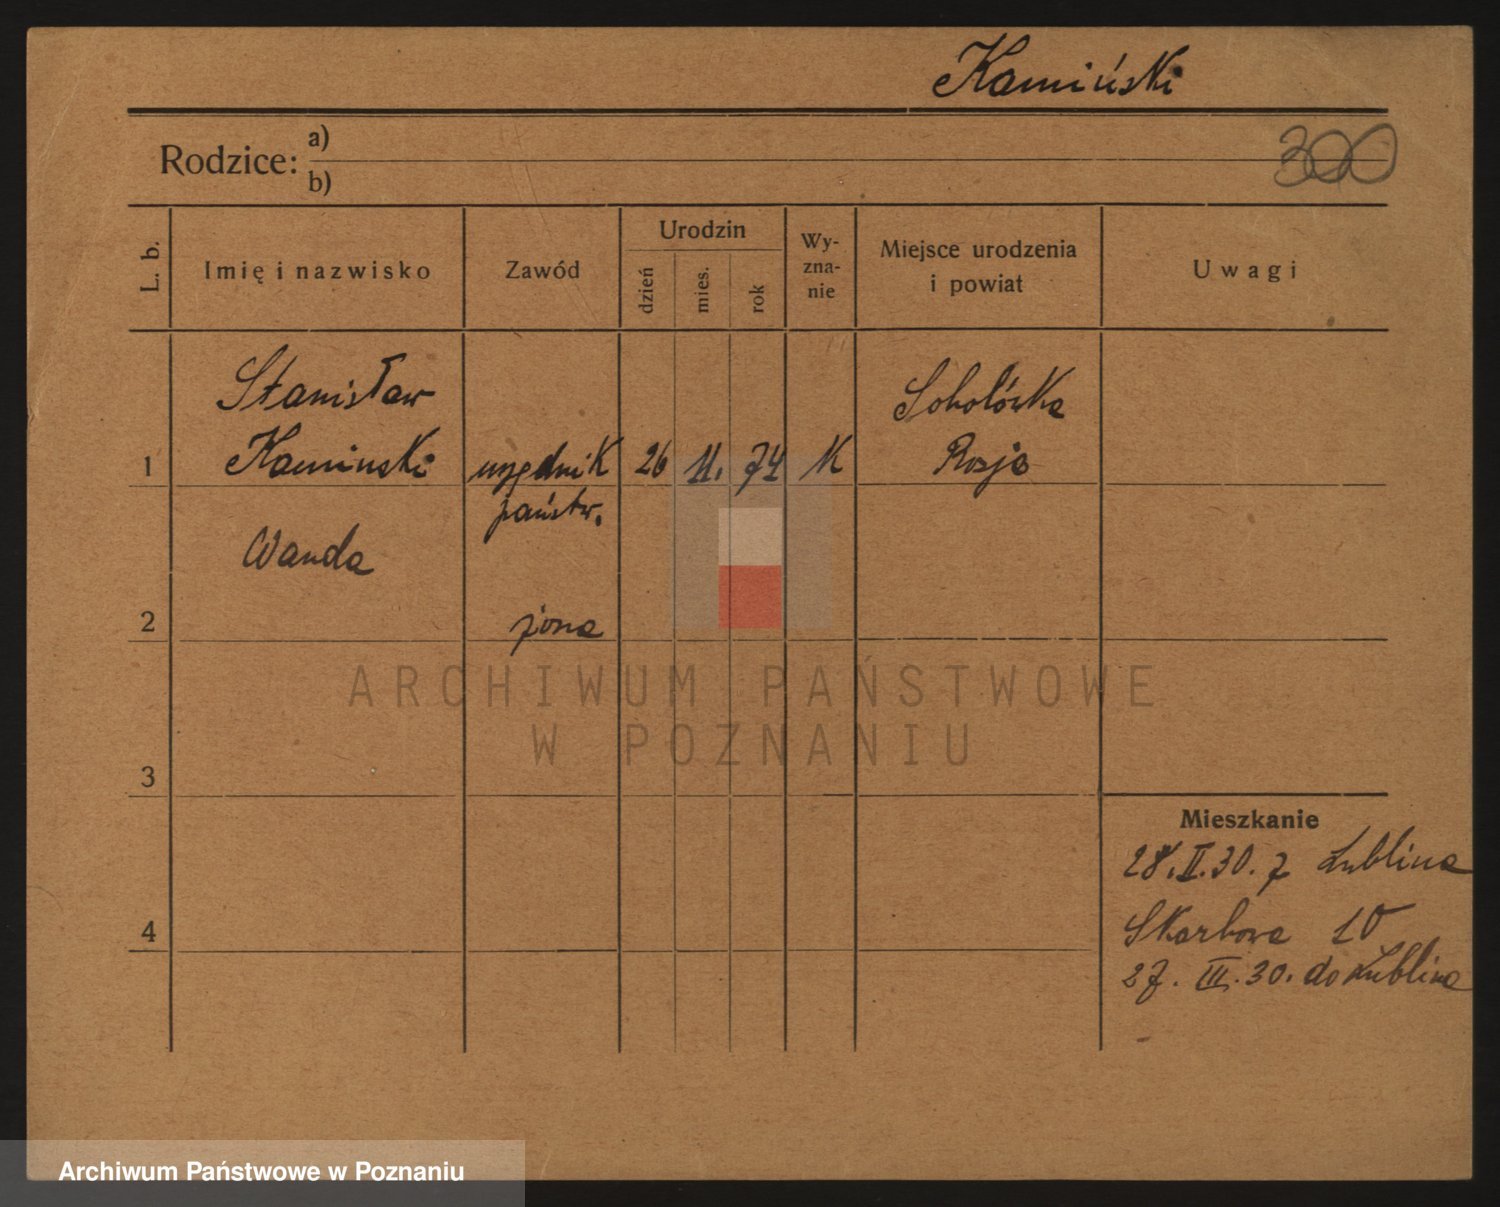 Kamiński
Rodzice: a)
b)
300
L. b.
Imię i nazwisko
Zawód
Urodzin
dzień
mies.
rok
Wy-
zna-
nie
Miejsce urodzenia
i powiat
Uwagi
Stanisław
Sokołówka
1 Kaminski urzędnik 26 11. 74 K Rosja
państw.
Wanda
2 żona
ARCHIWUM PAŃSTWOWE
W POZNANIU
3
Mieszkanie
28.II.30. z Lublina
Skarbowa 10
4
27. III.30. do Lublina
Archiwum Państwowe w Poznaniu